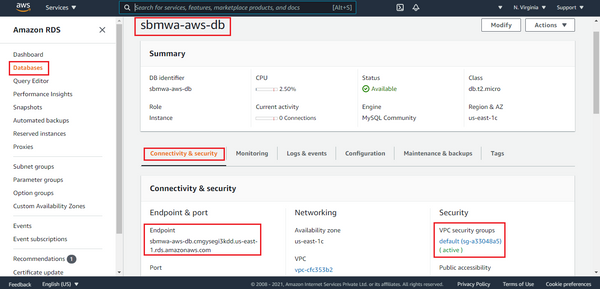 aws
Services
Search for services, features, marketplace products, and docs
[Alt+S]
N. Virginia
Support
Amazon RDS
Dashboard
Databases
Query Editor
Performance Insights
Snapshots
Automated backups
Reserved instances
Proxies
Subnet groups
Parameter groups
Option groups
Custom Availability Zones
Events
Event subscriptions
Recommendations 1
Certificate update
sbmwa-aws-db
Modify
Actions
Summary
DB identifier
sbmwa-aws-db
CPU
2.50%
Status
Available
Class
db.t2.micro
Role
Instance
Current activity
0 Connections
Engine
MySQL Community
Region & AZ
us-east-1c
Connectivity & security
Monitoring
Logs & events
Configuration
Maintenance & backups
Tags
Connectivity & security
Endpoint & port
Endpoint
sbmwa-aws-db.cmgysegi3kdd.us-east-
1.rds.amazonaws.com
Port
Networking
Availability zone
us-east-1c
VPC
vpc-cfc353b2
Security
VPC security groups
default (sg-a33048a5)
( active )
Public accessibility
Feedback
English (US)
© 2008 - 2021, Amazon Internet Services Private Ltd. or its affiliates. All rights reserved.
Privacy Policy
Terms of Use
Cookie preferences